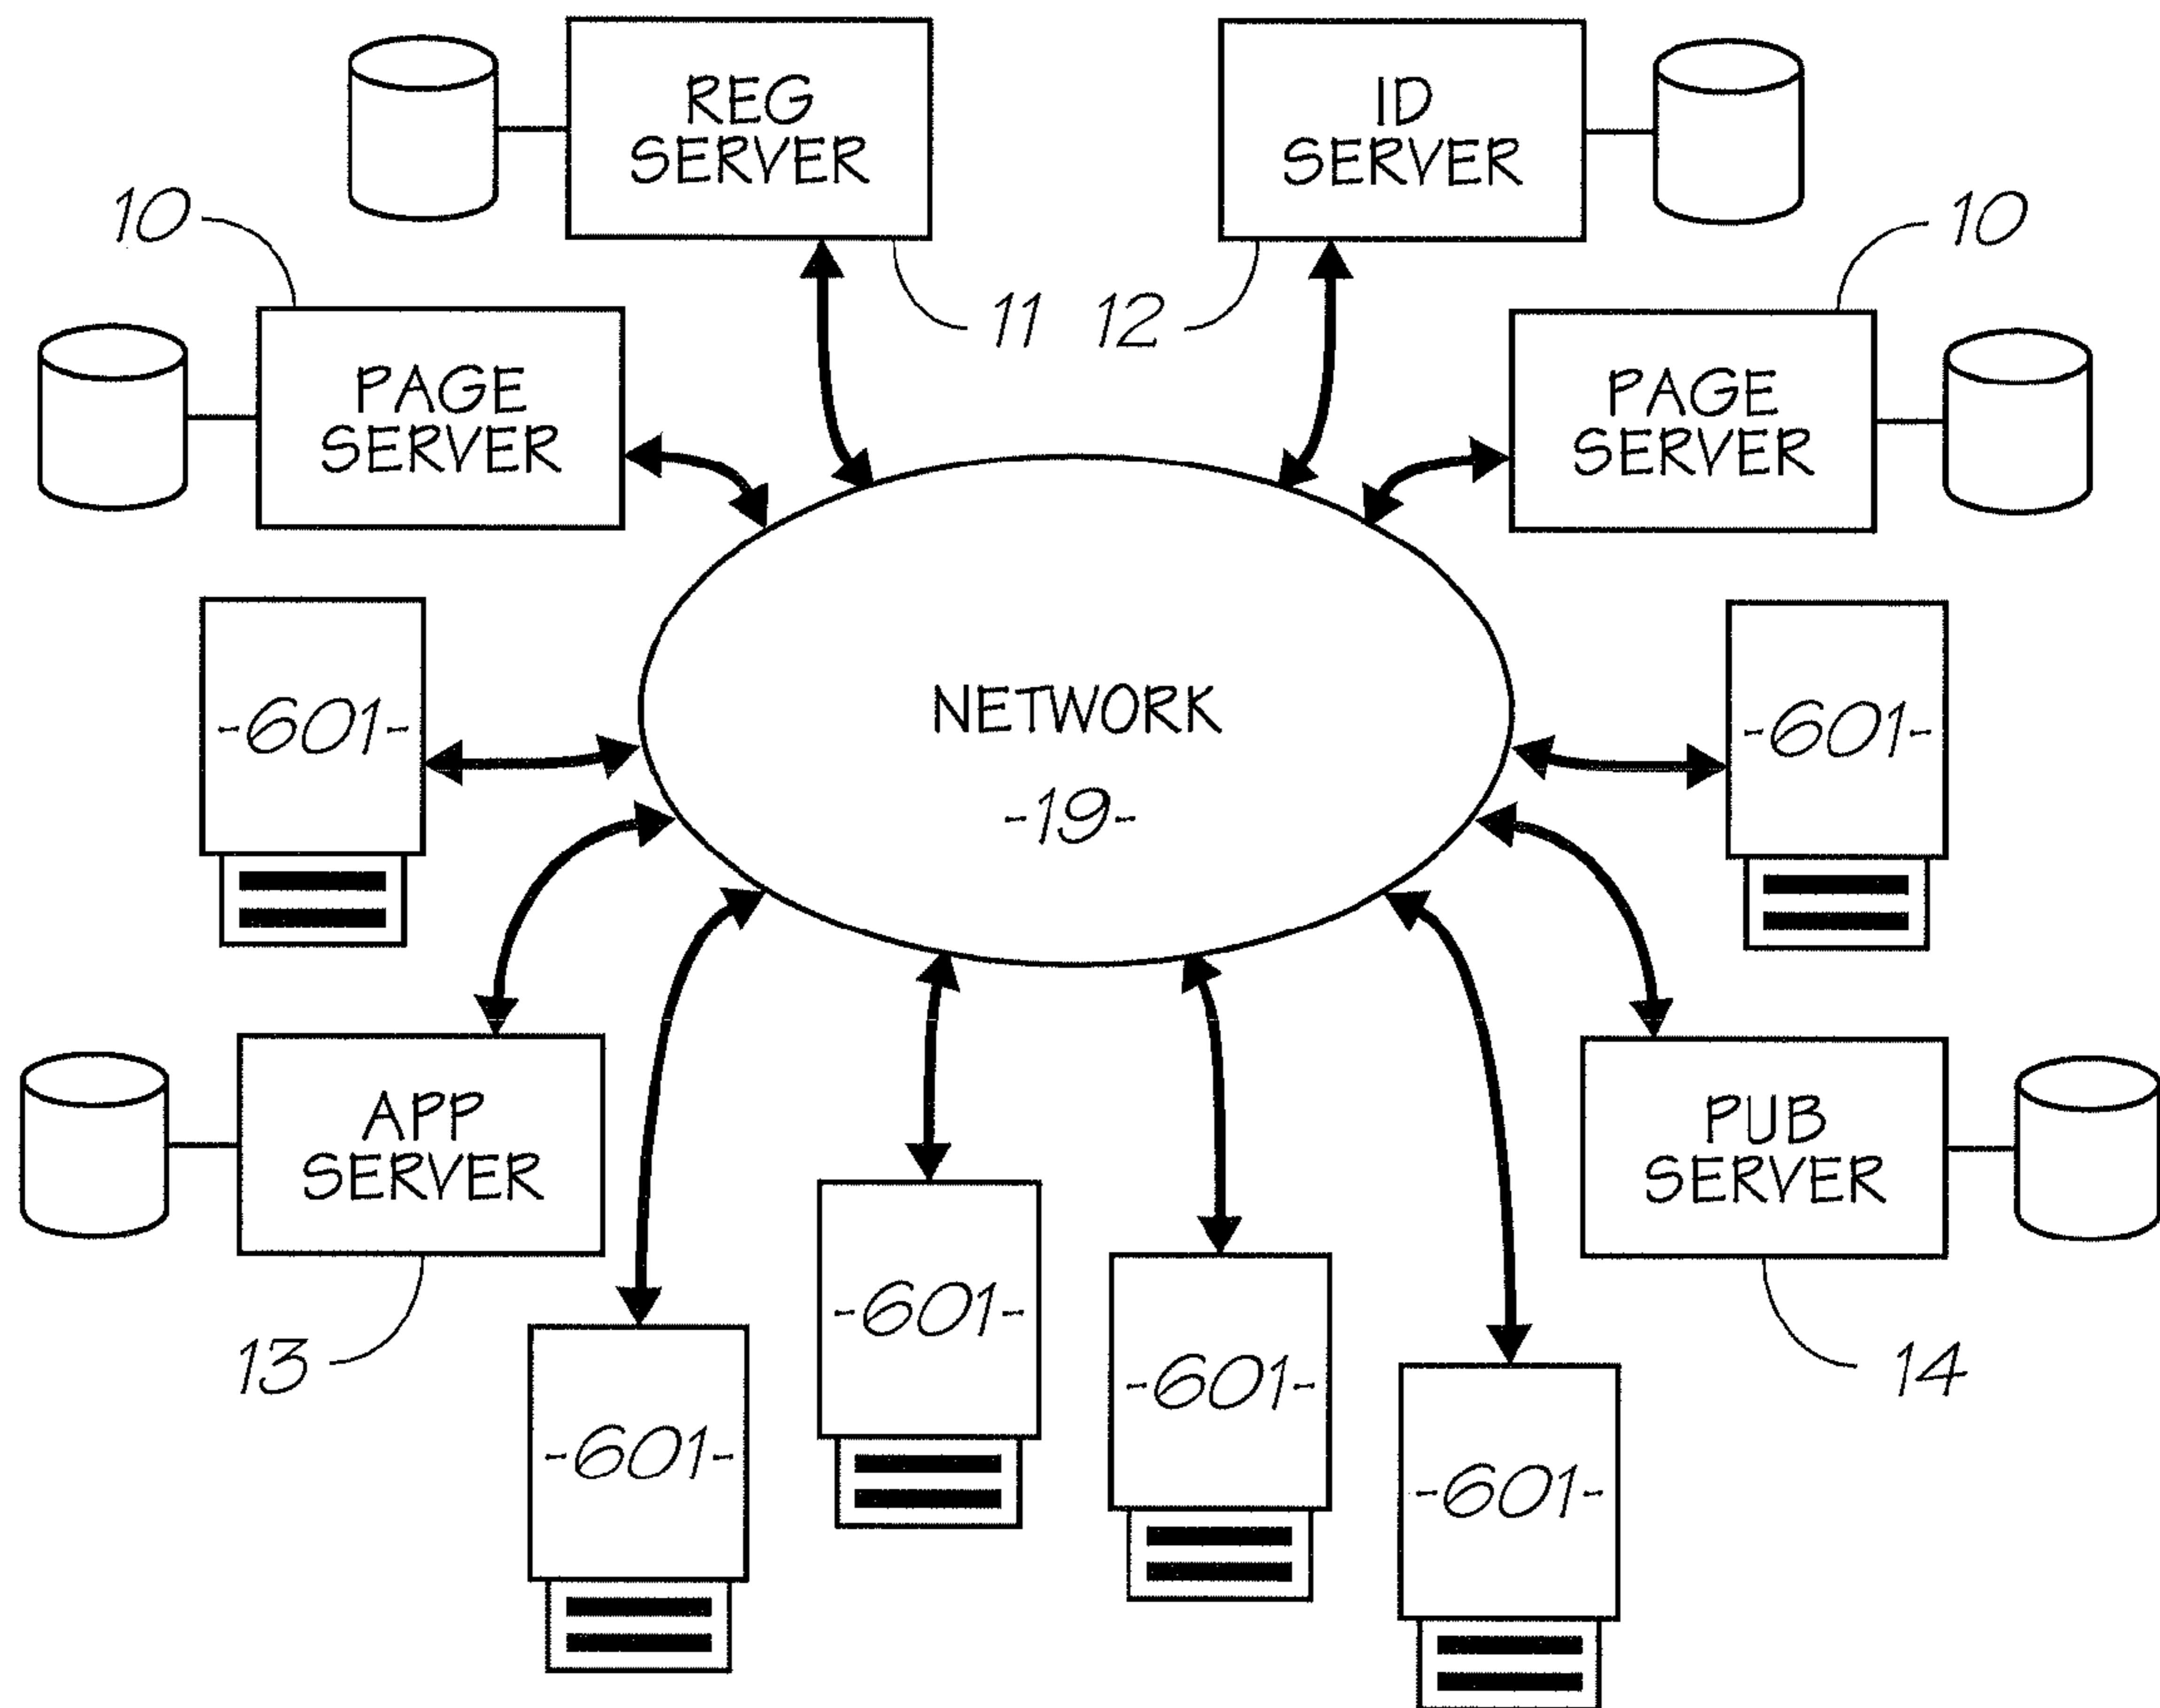 REG
SERVER
ID
SERVER
10
10
11
12
PAGE
SERVER
PAGE
SERVER
-601-
NETWORK
-19-
-601-
APP
SERVER
PUB
SERVER
13
-601-
-601-
-601-
-601-
14